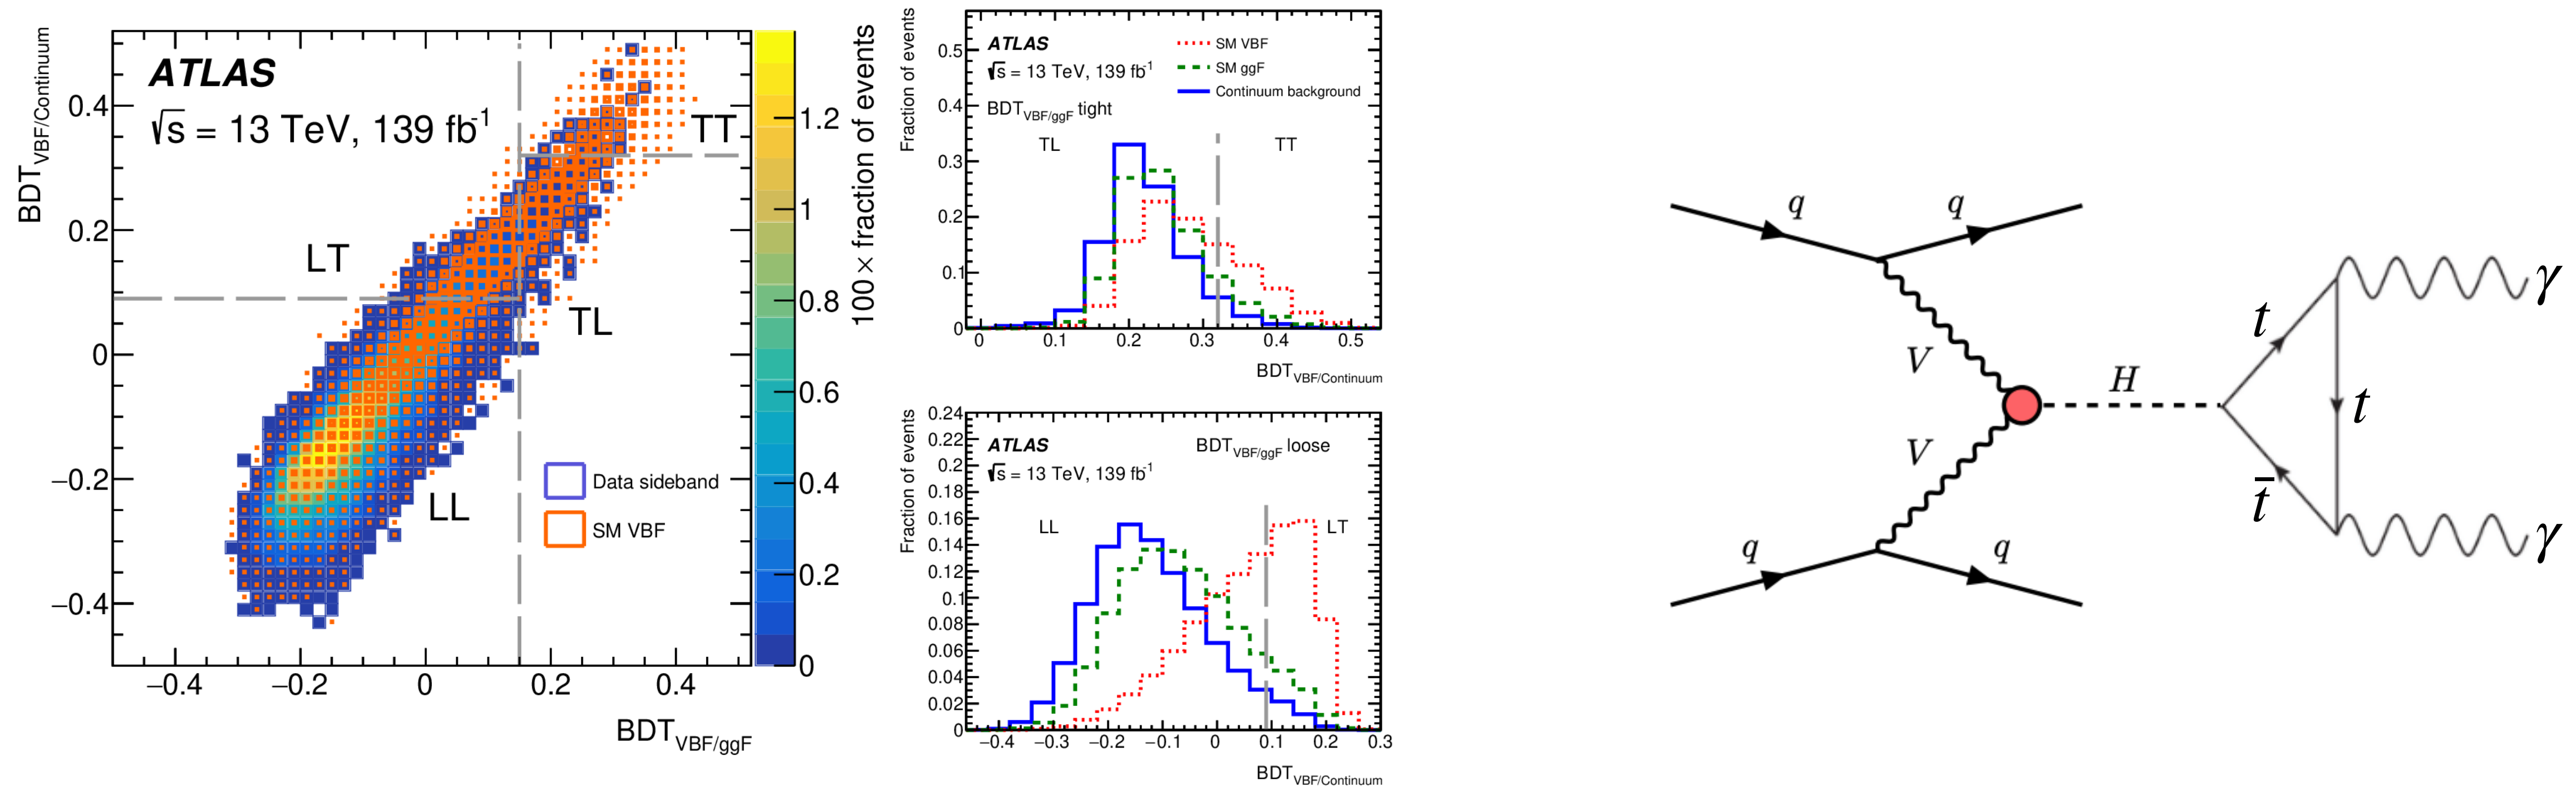 ATLAS
√s = 13 TeV, 139 fb-1
BDTVBF/Continuum
0.4
0.2
0
−0.4
−0.2
LT
TT
TL
LL
Data sideband
SM VBF
−0.4
−0.2
0
0.2
0.4
BDTVBF/ggF
1.2
1
0.8
0.6
0.4
0.2
0
100 × fraction of events
Fraction of events
0.5
0.4
0.3
0.2
0.1
0
ATLAS
√s = 13 TeV, 139 fb-1
BDTVBF/ggF tight
SM VBF
SM ggF
Continuum background
TL
TT
0
0.1
0.2
0.3
0.4
0.5
BDTVBF/Continuum
Fraction of events
0.24
0.22
0.2
0.18
0.16
0.14
0.12
0.1
0.08
0.06
0.04
0.02
0
ATLAS
BDTVBF/ggF loose
√s = 13 TeV, 139 fb-1
LL
LT
−0.4
−0.3
−0.2
−0.1
0
0.1
0.2
0.3
BDTVBF/Continuum
q
q
V
V
H
q
q
t
t
t̄
γ
γ